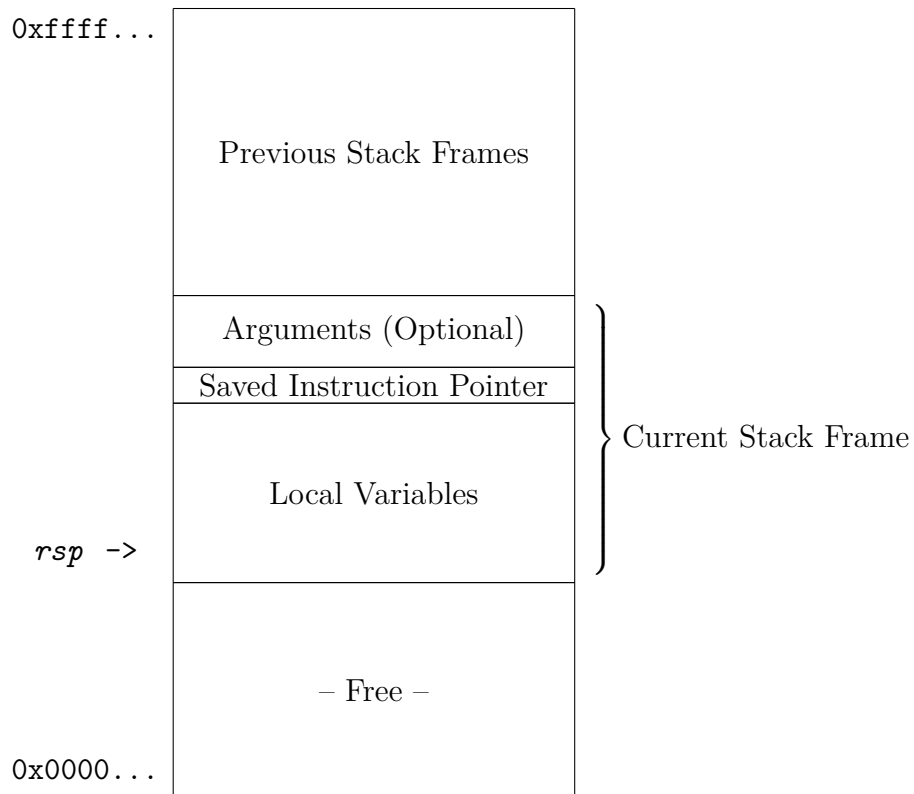 0xffff...
Previous Stack Frames
Arguments (Optional)
Saved Instruction Pointer
Current Stack Frame
Local Variables
rsp ->
– Free –
0x0000...